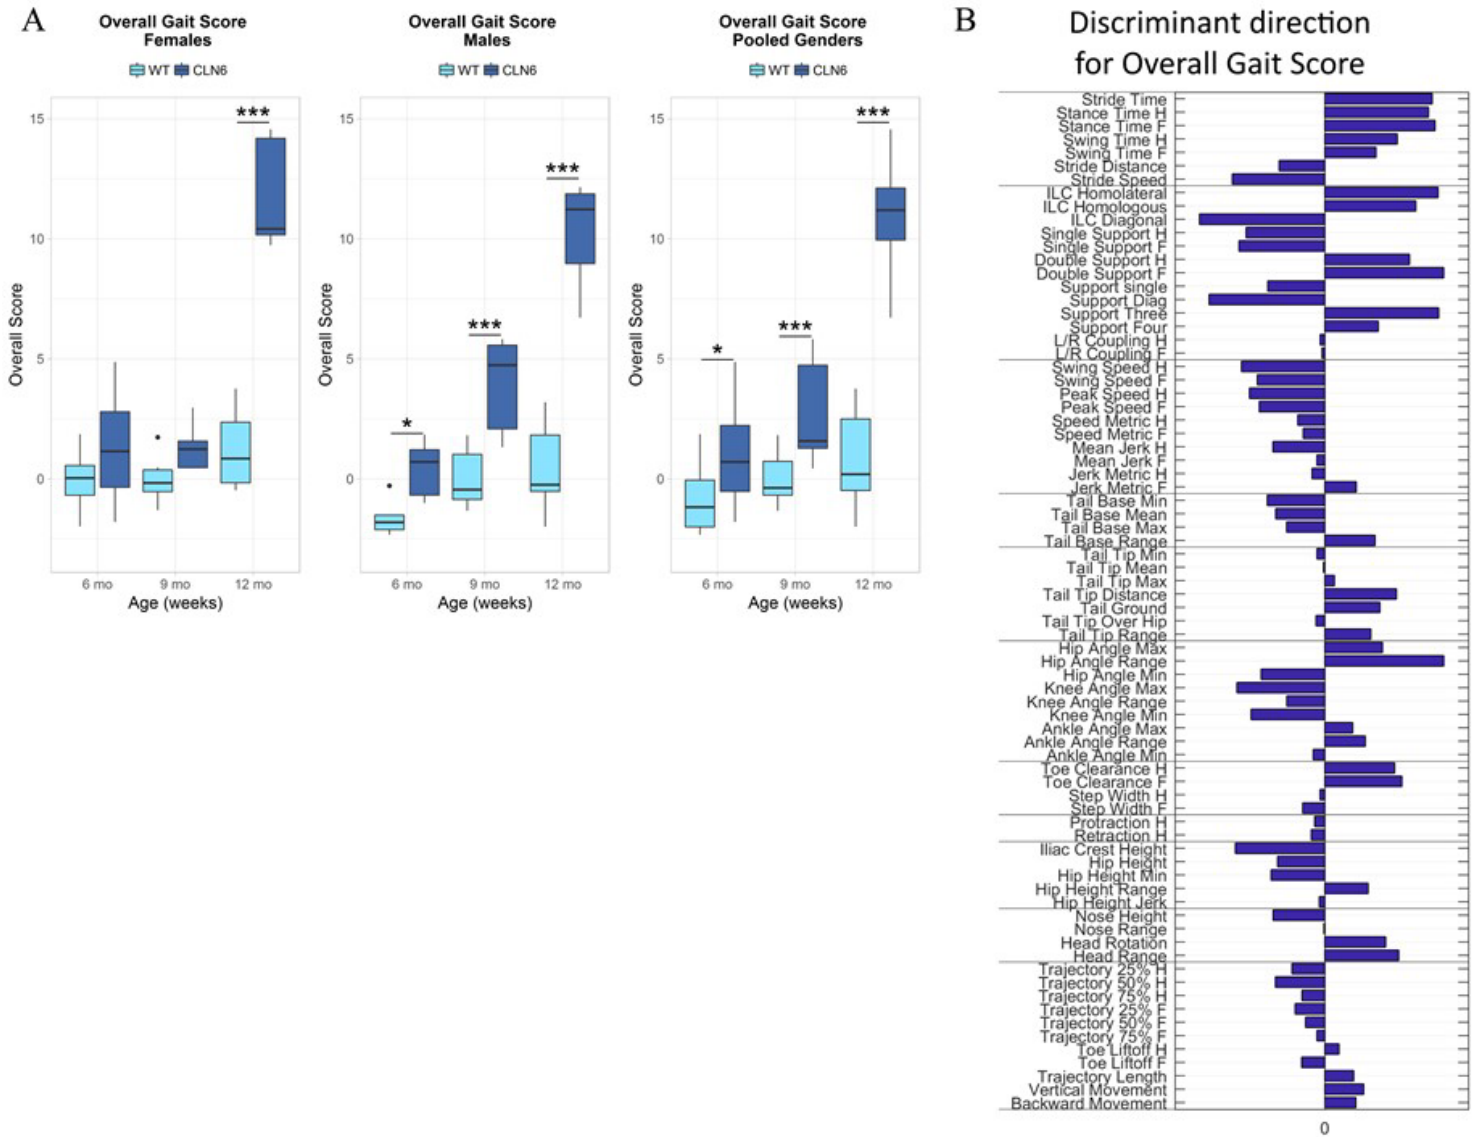 A
Overall Gait Score
Females
WT CLN6
Overall Score
15
10
5
0
***
6 mo 9 mo 12 mo
Age (weeks)
Overall Gait Score
Males
WT CLN6
Overall Score
15
10
5
0
*
***
***
6 mo 9 mo 12 mo
Age (weeks)
Overall Gait Score
Pooled Genders
WT CLN6
Overall Score
15
10
5
0
*
***
***
6 mo 9 mo 12 mo
Age (weeks)
B
Discriminant direction
for Overall Gait Score
Stride Time
Stance Time H
Stance Time F
Swing Time H
Swing Time F
Stride Distance
Stride Speed
ILC Homolateral
ILC Homologous
ILC Diagonal
Single Support H
Single Support F
Double Support H
Double Support F
Support single
Support Diag
Support Three
Support Four
L/R Coupling H
L/R Coupling F
Swing Speed H
Swing Speed F
Peak Speed H
Peak Speed F
Speed Metric H
Speed Metric F
Mean Jerk H
Mean Jerk F
Jerk Metric H
Jerk Metric F
Tail Base Min
Tail Base Mean
Tail Base Max
Tail Base Range
Tail Tip Min
Tail Tip Mean
Tail Tip Max
Tail Tip Distance
Tail Ground
Tail Tip Over Hip
Tail Tip Range
Hip Angle Max
Hip Angle Range
Hip Angle Min
Knee Angle Max
Knee Angle Range
Knee Angle Min
Ankle Angle Max
Ankle Angle Range
Ankle Angle Min
Toe Clearance H
Toe Clearance F
Step Width H
Step Width F
Protraction H
Retraction H
Iliac Crest Height
Hip Height
Hip Height Min
Hip Height Range
Hip Height Jerk
Nose Height
Nose Range
Head Rotation
Head Range
Trajectory 25% H
Trajectory 50% H
Trajectory 75% H
Trajectory 25% F
Trajectory 50% F
Trajectory 75% F
Toe Liftoff H
Toe Liftoff F
Trajectory Length
Vertical Movement
Backward Movement
0